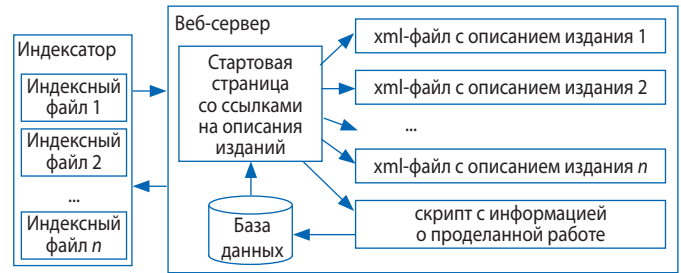 Индексатор
Индексный
файл 1
Индексный
файл 2
...
Индексный
файл n
Веб-сервер
Стартовая
страница
со ссылками
на описания
изданий
База
данных
xml-файл с описанием издания 1
xml-файл с описанием издания 2
...
xml-файл с описанием издания n
скрипт с информацией
о проделанной работе